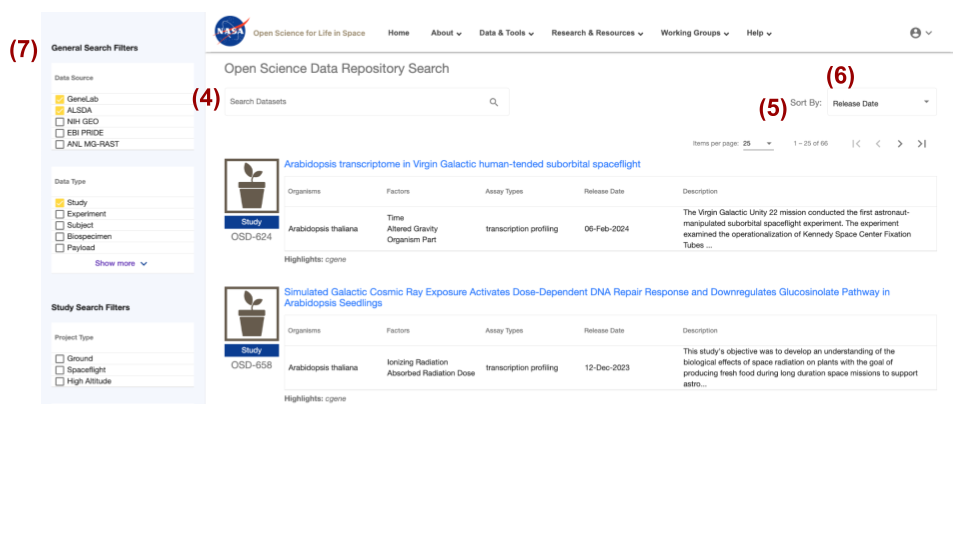 (7)
General Search Filters
Data Source
GeneLab
ALSDA
NIH GEO
EBI PRIDE
ANL MG-RAST
Data Type
Study
Experiment
Subject
Biospecimen
Payload
Show more
Study Search Filters
Project Type
Ground
Spaceflight
High Altitude
NASA
Open Science for Life in Space
Home About Data & Tools Research & Resources Working Groups Help
Open Science Data Repository Search
(4)
Search Datasets
(5)
(6)
Sort By: Release Date
Items per page: 25 1 – 25 of 66
Arabidopsis transcriptome in Virgin Galactic human-tended suborbital spaceflight
Study
OSD-624
Organisms Factors Assay Types Release Date Description
Arabidopsis thaliana
Time
Altered Gravity
Organism Part
transcription profiling
06-Feb-2024
The Virgin Galactic Unity 22 mission conducted the first astronaut-
manipulated suborbital spaceflight experiment. The experiment
examined the operationalization of Kennedy Space Center Fixation
Tubes ...
Highlights: cgene
Simulated Galactic Cosmic Ray Exposure Activates Dose-Dependent DNA Repair Response and Downregulates Glucosinolate Pathway in
Arabidopsis Seedlings
Study
OSD-658
Organisms Factors Assay Types Release Date Description
Arabidopsis thaliana
Ionizing Radiation
Absorbed Radiation Dose
transcription profiling
12-Dec-2023
This study's objective was to develop an understanding of the
biological effects of space radiation on plants with the goal of
producing fresh food during long duration space missions to support
astro...
Highlights: cgene